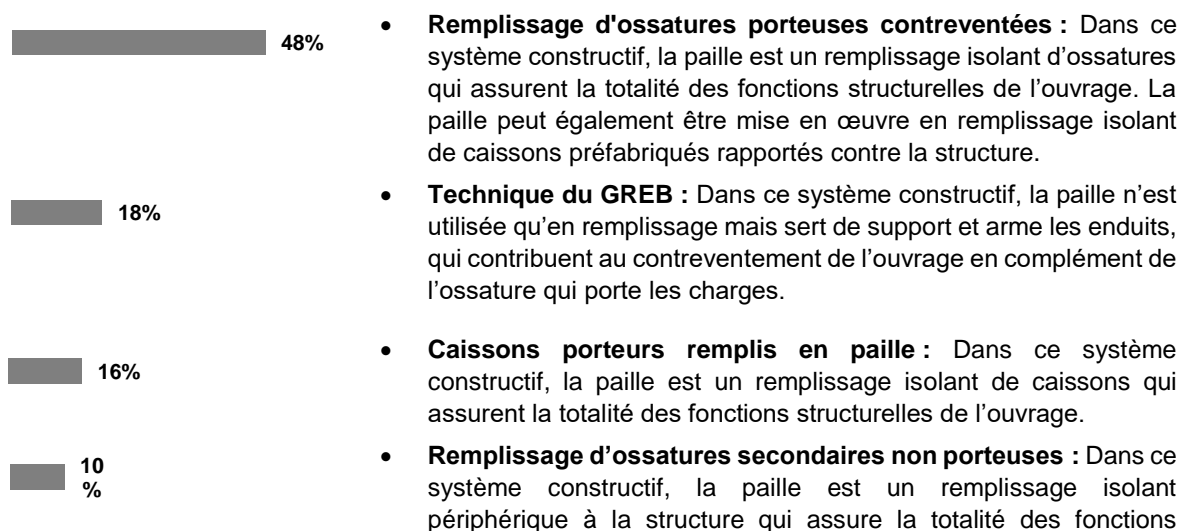 48%
• Remplissage d'ossatures porteuses contreventées : Dans ce
système constructif, la paille est un remplissage isolant d’ossatures
qui assurent la totalité des fonctions structurelles de l’ouvrage. La
paille peut également être mise en œuvre en remplissage isolant
de caissons préfabriqués rapportés contre la structure.
18%
• Technique du GREB : Dans ce système constructif, la paille n’est
utilisée qu’en remplissage mais sert de support et arme les enduits,
qui contribuent au contreventement de l’ouvrage en complément de
l’ossature qui porte les charges.
16%
• Caissons porteurs remplis en paille : Dans ce système
constructif, la paille est un remplissage isolant de caissons qui
assurent la totalité des fonctions structurelles de l’ouvrage.
10
%
• Remplissage d’ossatures secondaires non porteuses : Dans ce
système constructif, la paille est un remplissage isolant
périphérique à la structure qui assure la totalité des fonctions